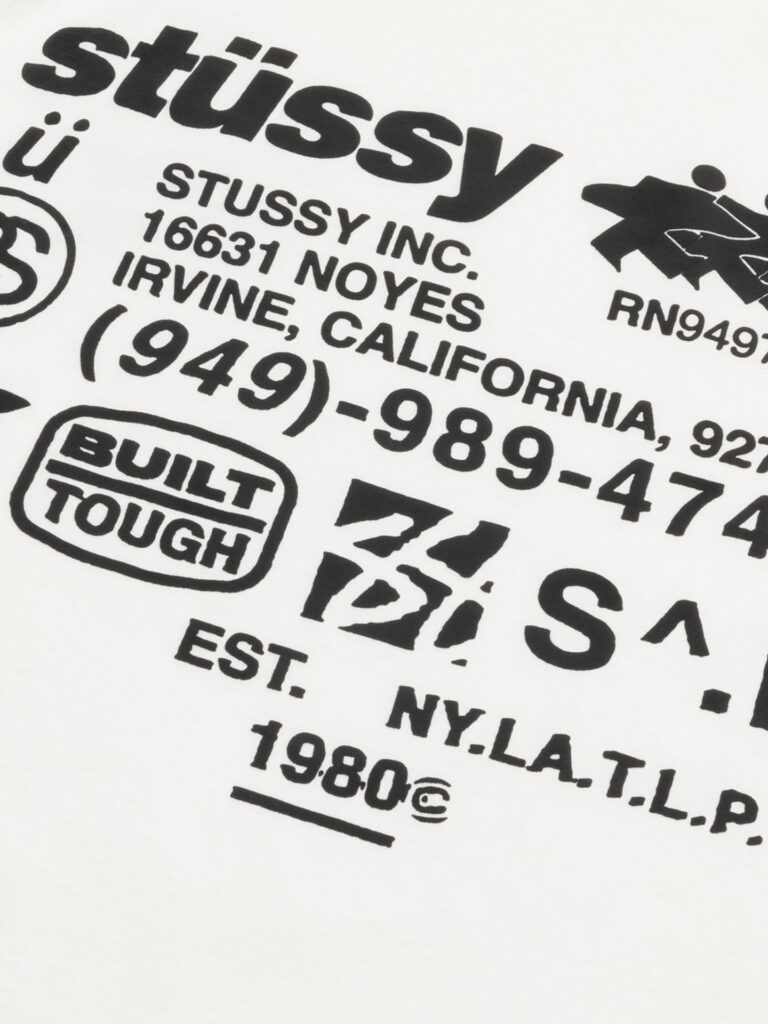 stüssy
ü
S
STUSSY INC.
16631 NOYES
IRVINE, CALIFORNIA, 927
(949)-989-474
RN9497
BUILT
TOUGH
S^.
EST.
1980©
NY.LA.T.L.P.